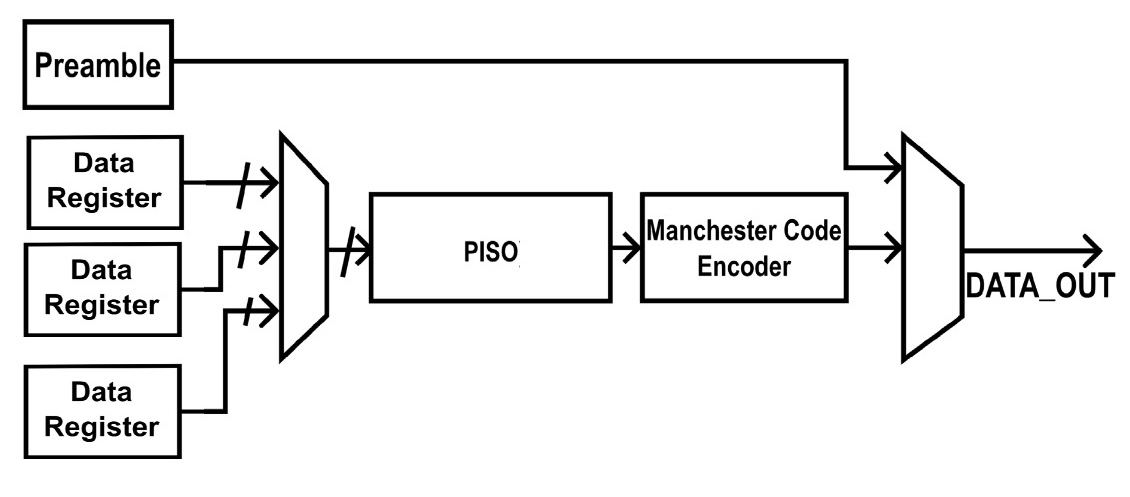 Preamble
Data
Register
Data
Register
Data
Register
PISO
Manchester Code
Encoder
DATA_OUT